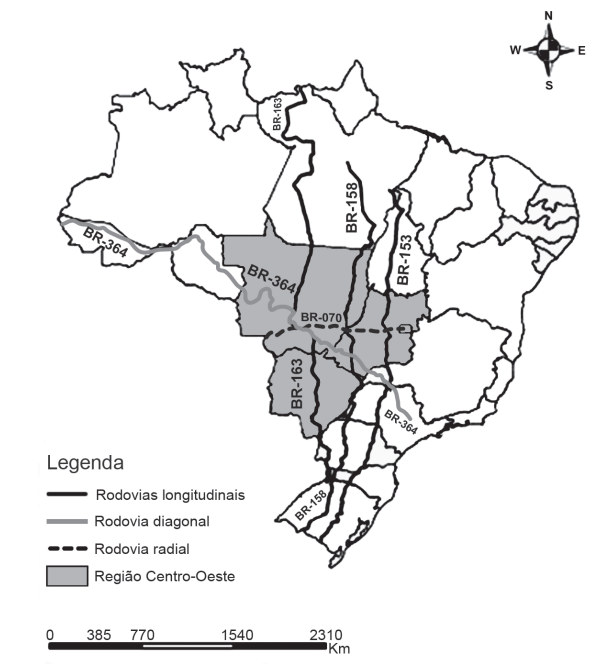 N
W E
S
BR-163
BR-158
BR-153
BR-364
BR-364
BR-070
BR-163
BR-364
BR-158
Legenda
Rodovias longitudinais
Rodovia diagonal
Rodovia radial
Região Centro-Oeste
0 385 770 1540 2310
Km